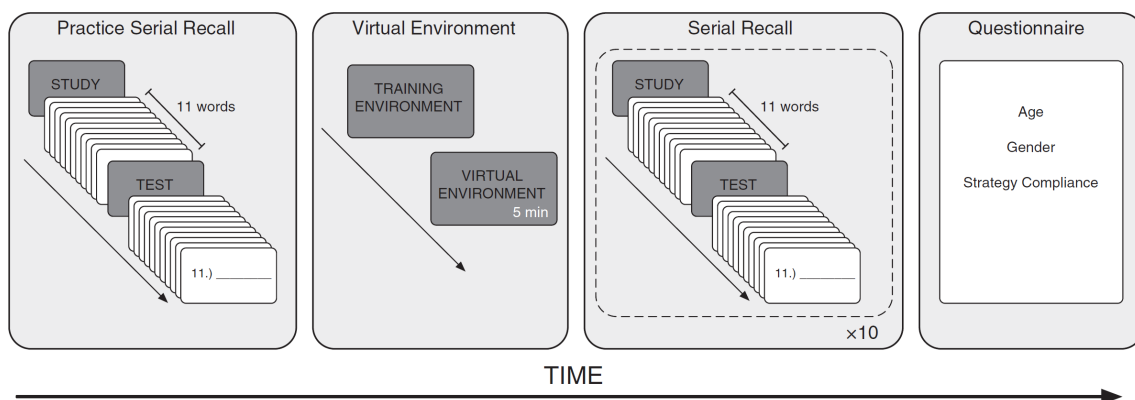 Practice Serial Recall
STUDY
11 words
TEST
11.) ________
Virtual Environment
TRAINING
ENVIRONMENT
VIRTUAL
ENVIRONMENT
5 min
Serial Recall
STUDY
11 words
TEST
11.) ________
×10
Questionnaire
Age
Gender
Strategy Compliance
TIME